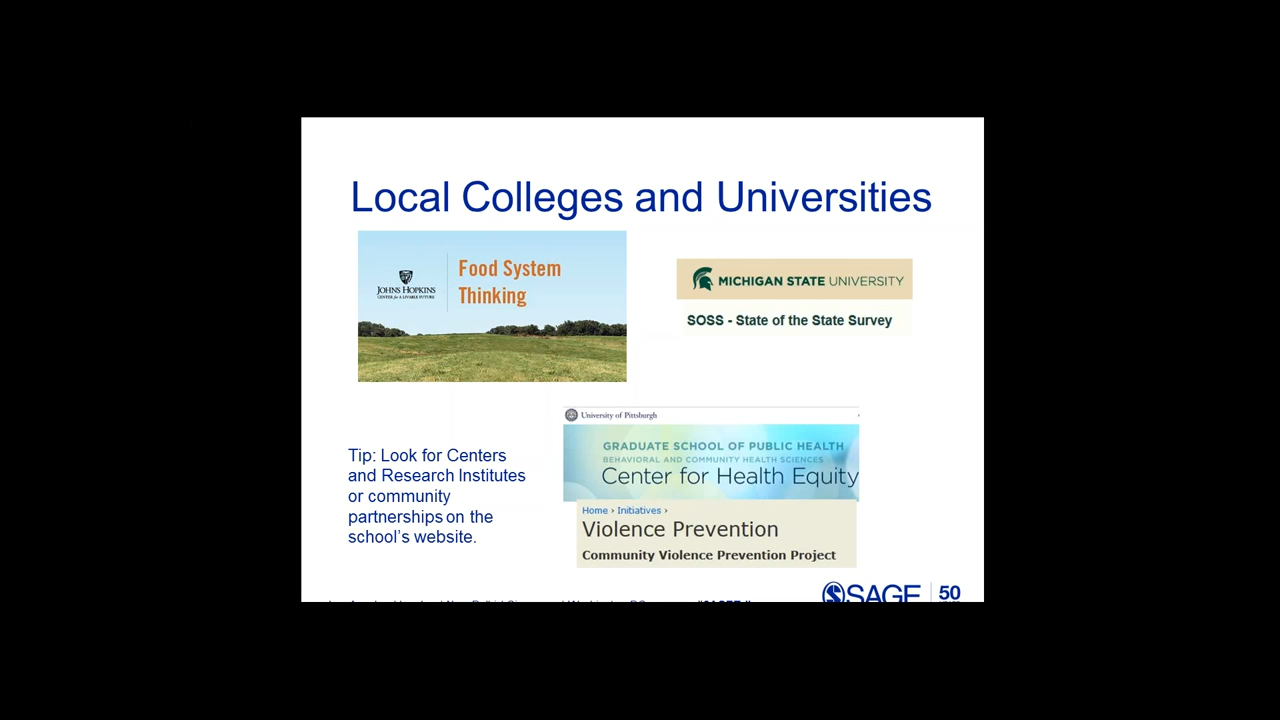 Local Colleges and Universities
JOHNS HOPKINS
CENTER for A LIVABLE FUTURE
Food System
Thinking
MICHIGAN STATE UNIVERSITY
SOSS - State of the State Survey
Tip: Look for Centers
and Research Institutes
or community
partnerships on the
school's website.
University of Pittsburgh
GRADUATE SCHOOL OF PUBLIC HEALTH
BEHAVIORAL AND COMMUNITY HEALTH SCIENCES
Center for Health Equity
Home › Initiatives ›
Violence Prevention
Community Violence Prevention Project
SAGE
50